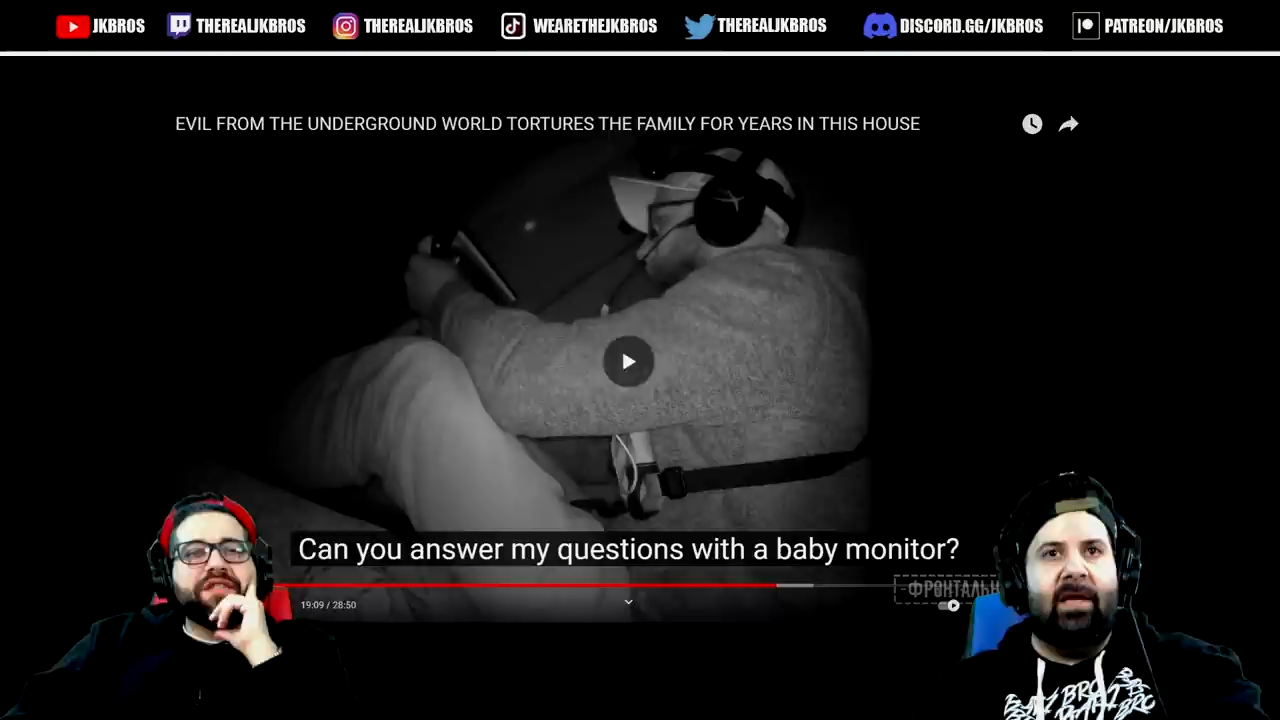 JKBROS THEREALJKBROS THEREALJKBROS WEARETHEJKBROS THEREALJKBROS DISCORD.GG/JKBROS PATREON/JKBROS
EVIL FROM THE UNDERGROUND WORLD TORTURES THE FAMILY FOR YEARS IN THIS HOUSE
Can you answer my questions with a baby monitor?
19:09 / 28:50